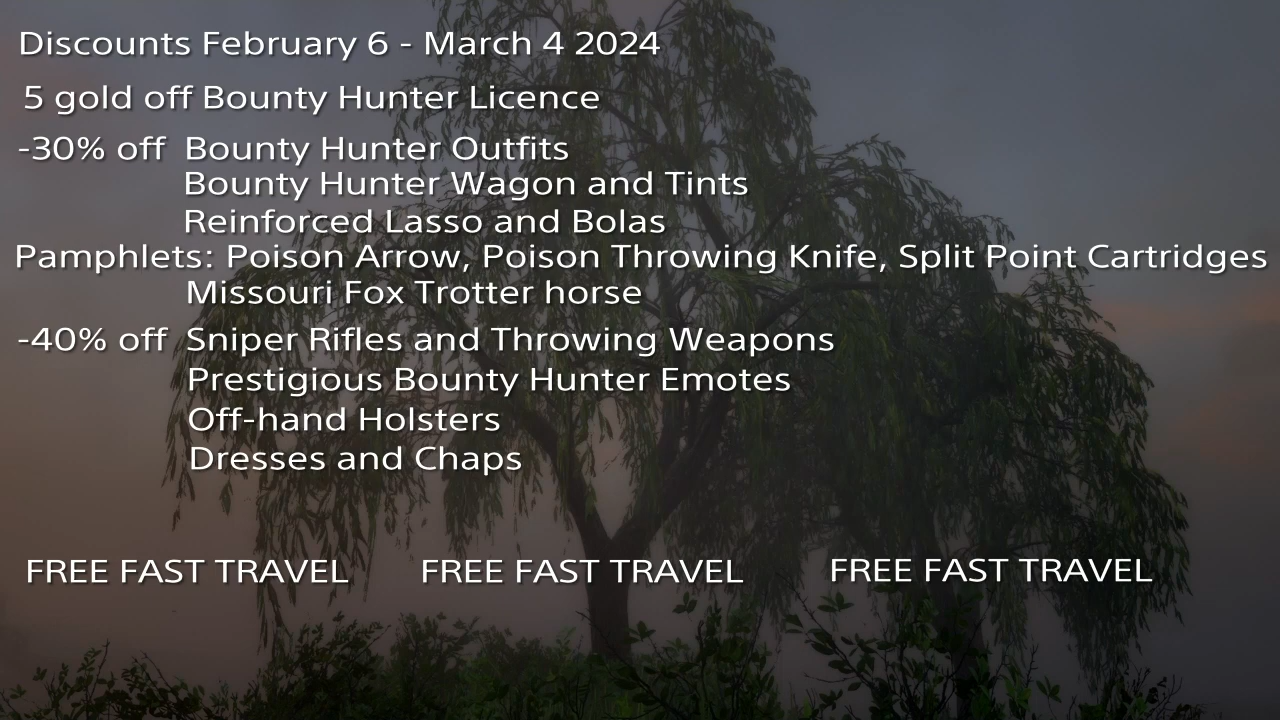 Discounts February 6 - March 4 2024
5 gold off Bounty Hunter Licence
-30% off Bounty Hunter Outfits
Bounty Hunter Wagon and Tints
Reinforced Lasso and Bolas
Pamphlets: Poison Arrow, Poison Throwing Knife, Split Point Cartridges
Missouri Fox Trotter horse
-40% off Sniper Rifles and Throwing Weapons
Prestigious Bounty Hunter Emotes
Off-hand Holsters
Dresses and Chaps
FREE FAST TRAVEL FREE FAST TRAVEL FREE FAST TRAVEL